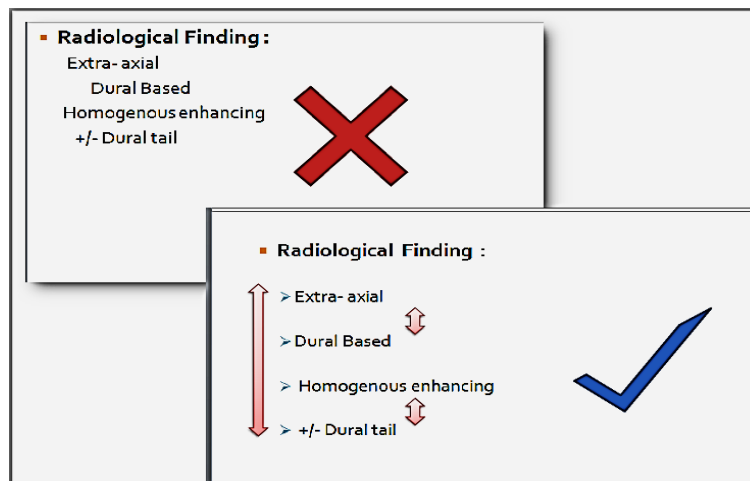 ▪ Radiological Finding :
Extra- axial
Dural Based
Homogenous enhancing
+/- Dural tail
▪ Radiological Finding :
➢ Extra- axial
➢ Dural Based
➢ Homogenous enhancing
➢ +/- Dural tail